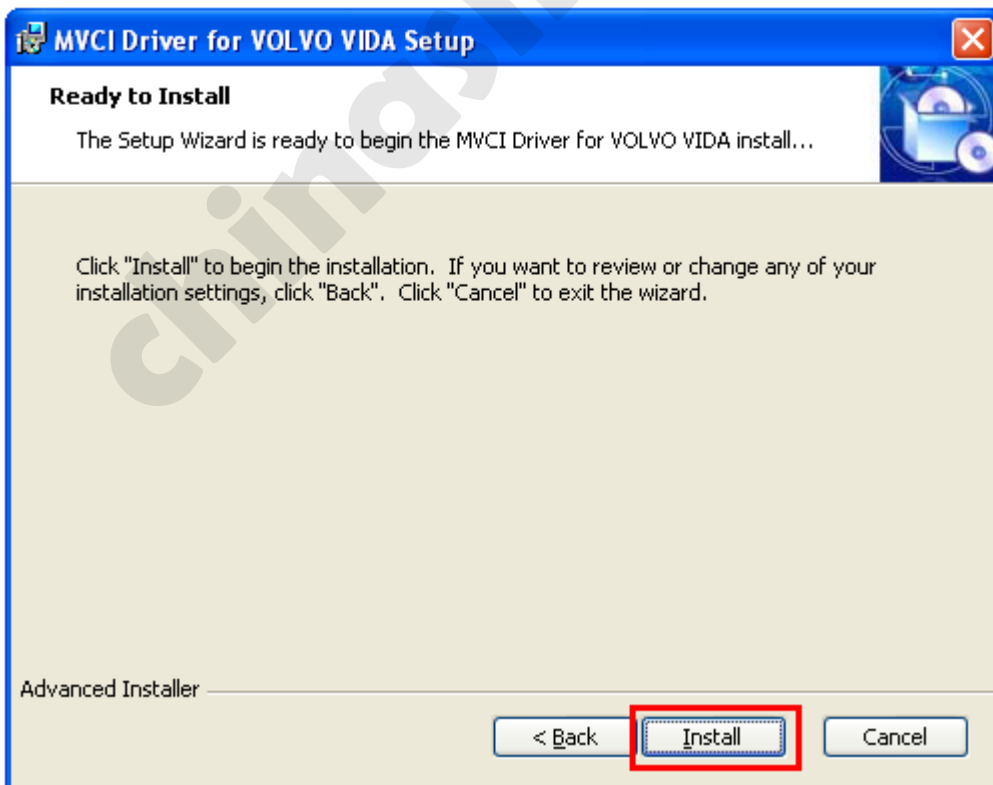 MVCI Driver for VOLVO VIDA Setup
Ready to Install
The Setup Wizard is ready to begin the MVCI Driver for VOLVO VIDA install...
Click "Install" to begin the installation.  If you want to review or change any of your
installation settings, click "Back".  Click "Cancel" to exit the wizard.
Advanced Installer
< Back
Install
Cancel